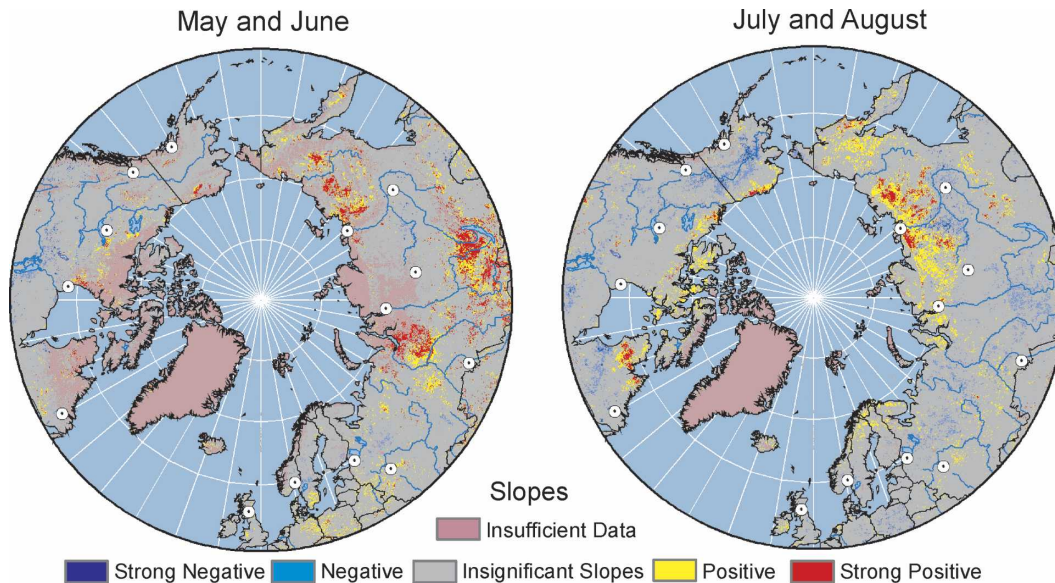 May and June
July and August
Slopes
Insufficient Data
Strong Negative
Negative
Insignificant Slopes
Positive
Strong Positive